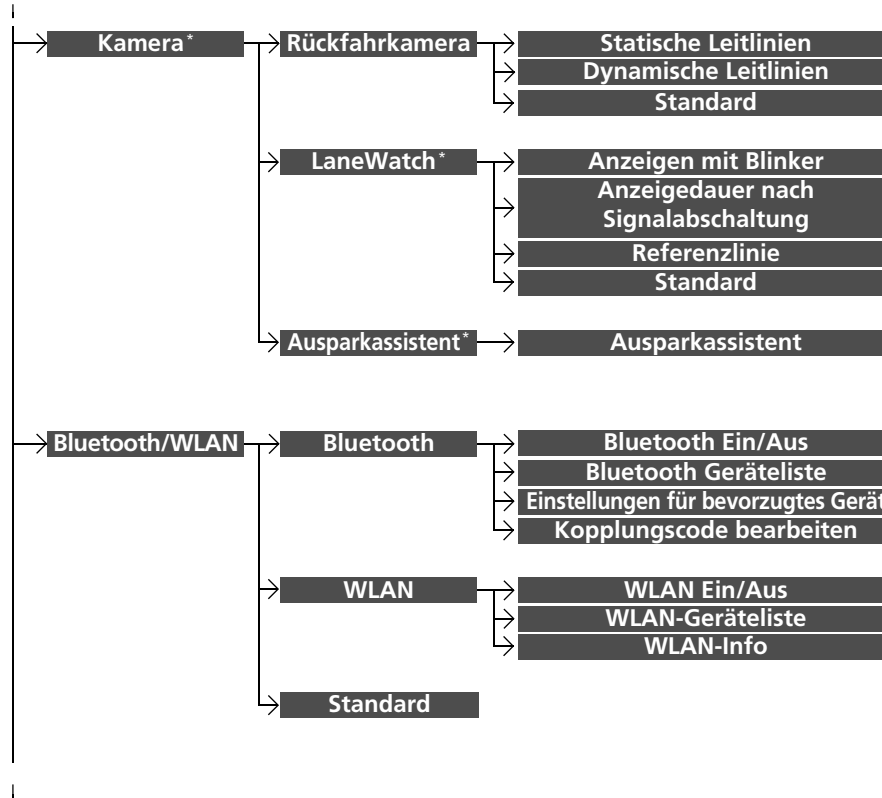 Kamera*
Rückfahrkamera
Statische Leitlinien
Dynamische Leitlinien
Standard
LaneWatch*
Anzeigen mit Blinker
Anzeigedauer nach
Signalabschaltung
Referenzlinie
Standard
Ausparkassistent*
Ausparkassistent
Bluetooth/WLAN
Bluetooth
Bluetooth Ein/Aus
Bluetooth Geräteliste
Einstellungen für bevorzugtes Gerät
Kopplungscode bearbeiten
WLAN
WLAN Ein/Aus
WLAN-Geräteliste
WLAN-Info
Standard